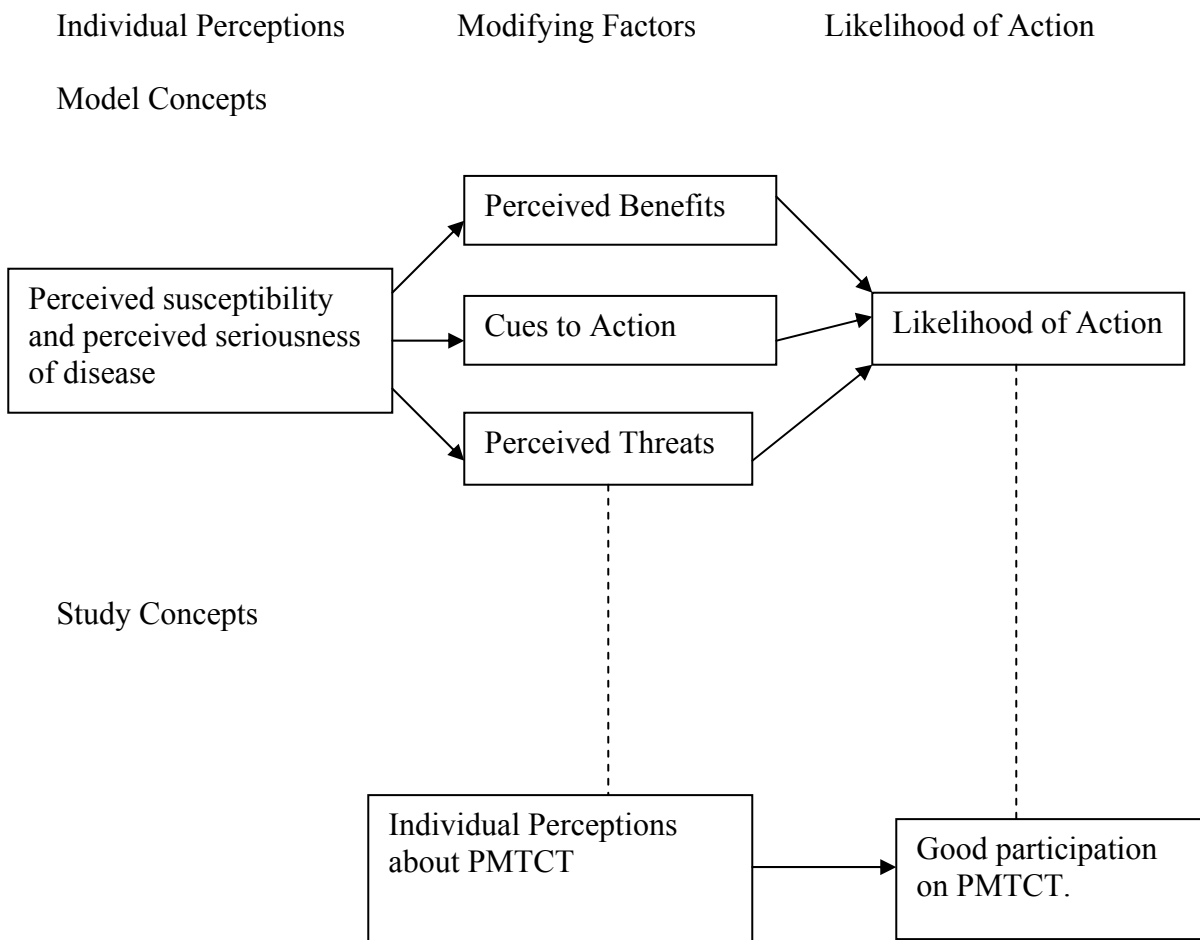 Individual Perceptions Modifying Factors Likelihood of Action
Model Concepts
Perceived Benefits
Perceived susceptibility
and perceived seriousness
of disease
Cues to Action
Likelihood of Action
Perceived Threats
Study Concepts
Individual Perceptions
about PMTCT
Good participation
on PMTCT.